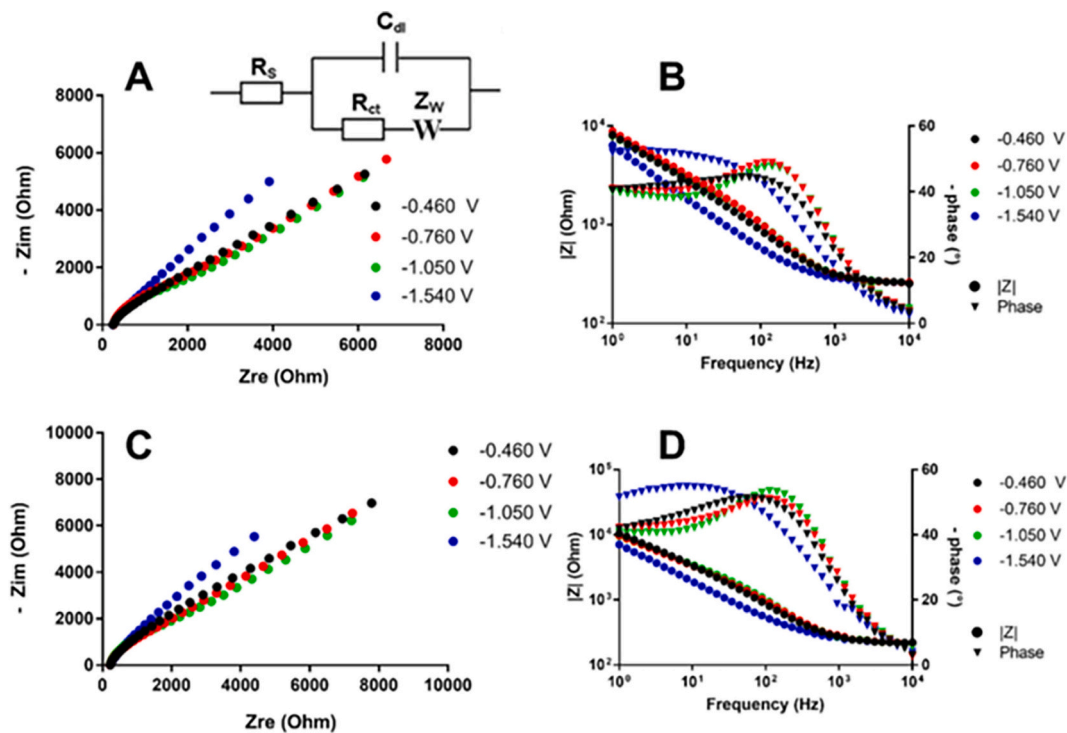 A
C_dl
R_S
R_ct
Z_W
W
8000
6000
4000
2000
0
- Zim (Ohm)
0 2000 4000 6000 8000
Zre (Ohm)
-0.460 V
-0.760 V
-1.050 V
-1.540 V
B
10^4
10^3
10^2
|Z| (Ohm)
60
40
20
0
- phase (°)
10^0 10^1 10^2 10^3 10^4
Frequency (Hz)
-0.460 V
-0.760 V
-1.050 V
-1.540 V
|Z|
Phase
C
10000
8000
6000
4000
2000
0
- Zim (Ohm)
0 2000 4000 6000 8000 10000
Zre (Ohm)
-0.460 V
-0.760 V
-1.050 V
-1.540 V
D
10^5
10^4
10^3
10^2
|Z| (Ohm)
60
40
20
0
- phase (°)
10^0 10^1 10^2 10^3 10^4
Frequency (Hz)
-0.460 V
-0.760 V
-1.050 V
-1.540 V
|Z|
Phase